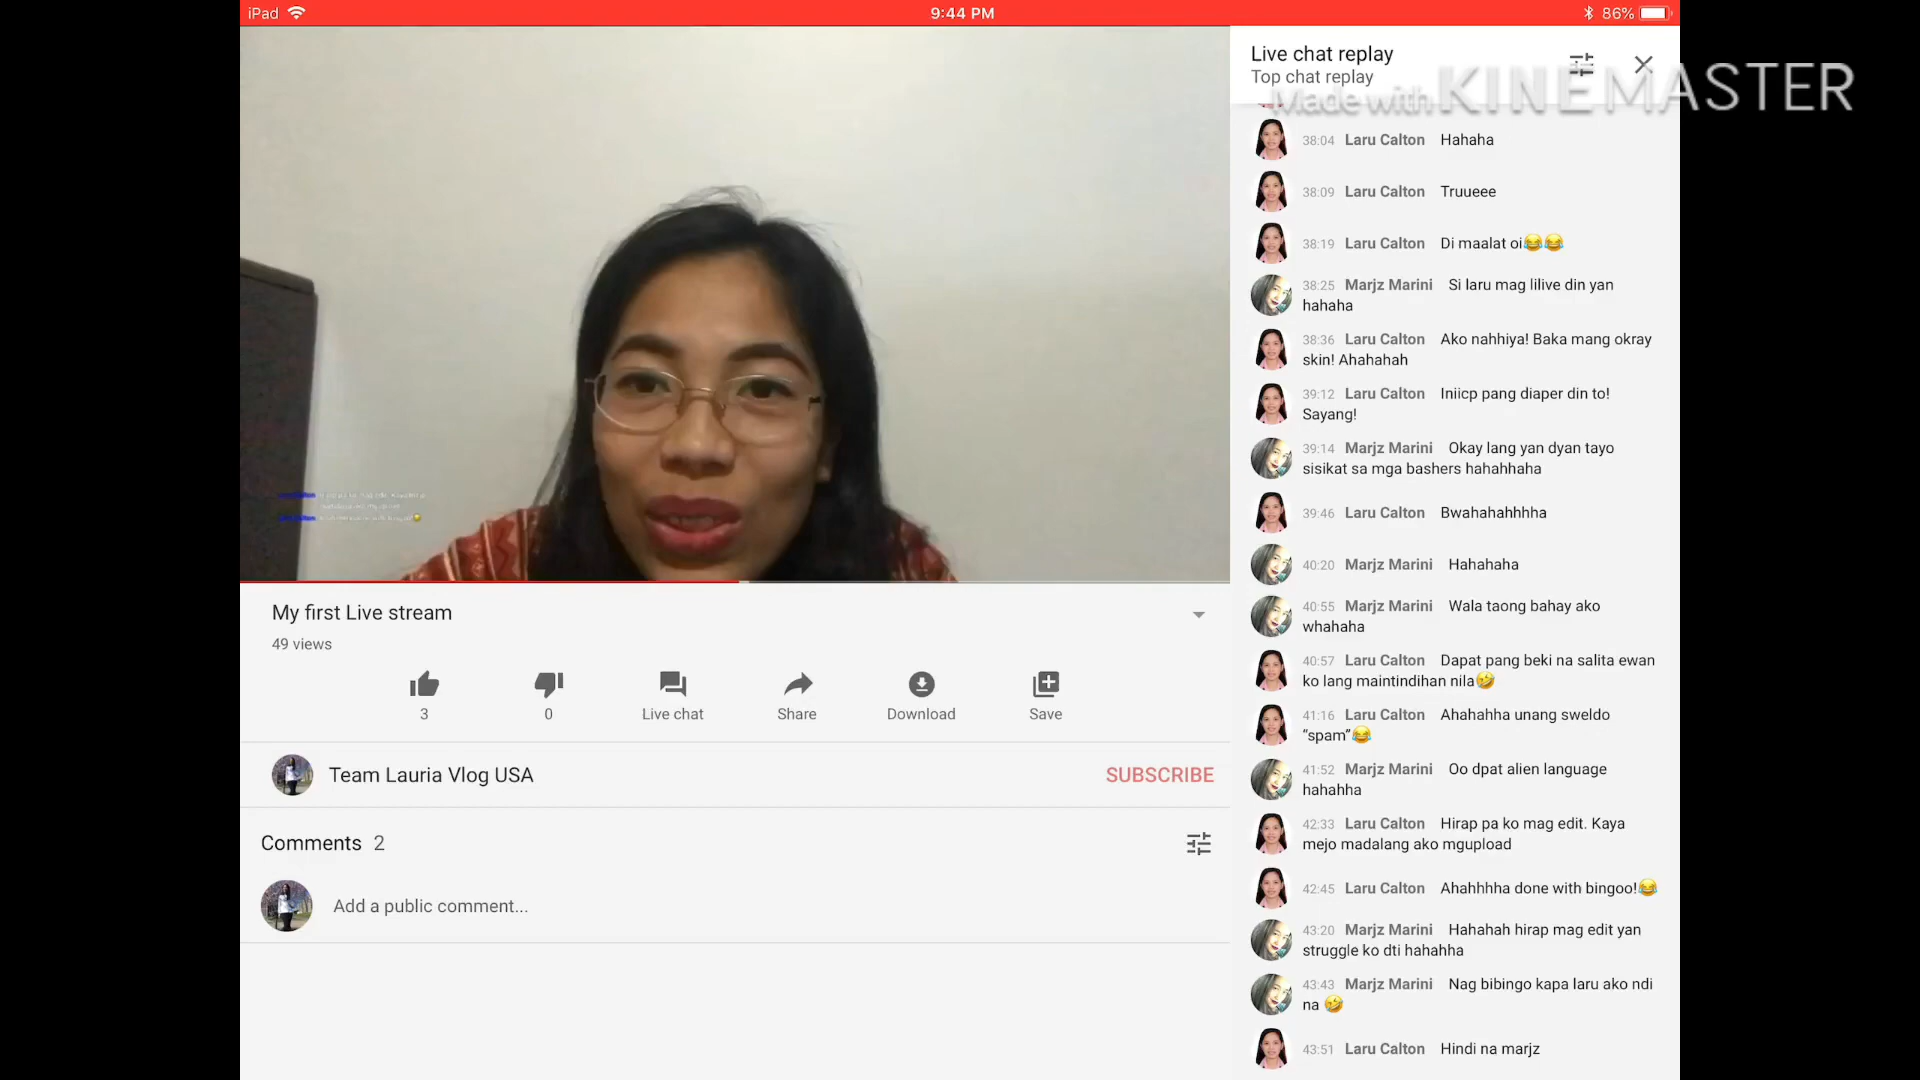 iPad
9:44 PM
86%
Live chat replay
Top chat replay
Made with KINEMASTER
38:04 Laru Calton Hahaha
38:09 Laru Calton Truueee
38:19 Laru Calton Di maalat oi😂😂
38:25 Marjz Marini Si laru mag lilive din yan
hahaha
38:36 Laru Calton Ako nahhiya! Baka mang okray
skin! Ahahahah
39:12 Laru Calton Iniicp pang diaper din to!
Sayang!
39:14 Marjz Marini Okay lang yan dyan tayo
sisikat sa mga bashers hahahhaha
39:46 Laru Calton Bwahahahhhha
40:20 Marjz Marini Hahahaha
40:55 Marjz Marini Wala taong bahay ako
whahaha
40:57 Laru Calton Dapat pang beki na salita ewan
ko lang maintindihan nila🤣
41:16 Laru Calton Ahahahha unang sweldo
“spam”😂
41:52 Marjz Marini Oo dpat alien language
hahahha
42:33 Laru Calton Hirap pa ko mag edit. Kaya
mejo madalang ako mgupload
42:45 Laru Calton Ahahhhha done with bingoo!😂
43:20 Marjz Marini Hahahah hirap mag edit yan
struggle ko dti hahahha
43:43 Marjz Marini Nag bibingo kapa laru ako ndi
na 🤣
43:51 Laru Calton Hindi na marjz
My first Live stream
49 views
3
0
Live chat
Share
Download
Save
Team Lauria Vlog USA
SUBSCRIBE
Comments 2
Add a public comment...